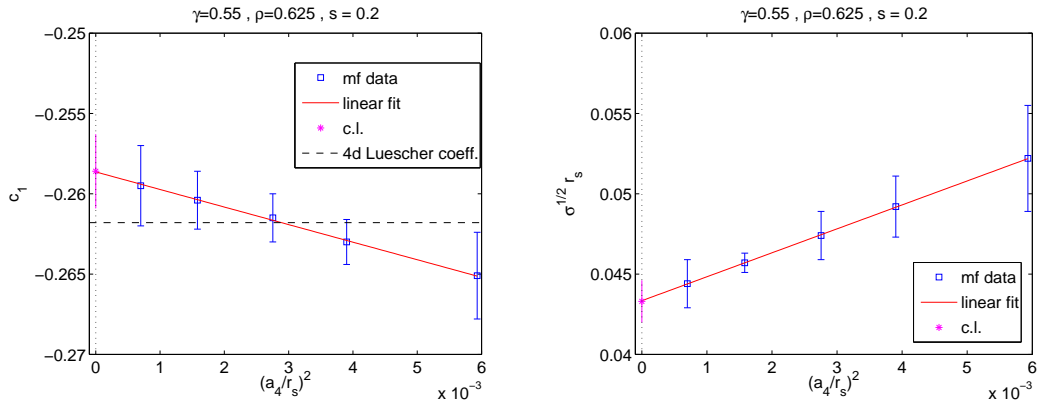 γ=0.55 , ρ=0.625 , s = 0.2
−0.25
−0.255
−0.26
−0.265
−0.27
c₁
mf data
linear fit
c.l.
4d Luescher coeff.
0 1 2 3 4 5 6
x 10⁻³
(a₄/rₛ)²
γ=0.55 , ρ=0.625 , s = 0.2
0.06
0.055
0.05
0.045
0.04
σ^{1/2} rₛ
mf data
linear fit
c.l.
0 1 2 3 4 5 6
x 10⁻³
(a₄/rₛ)²